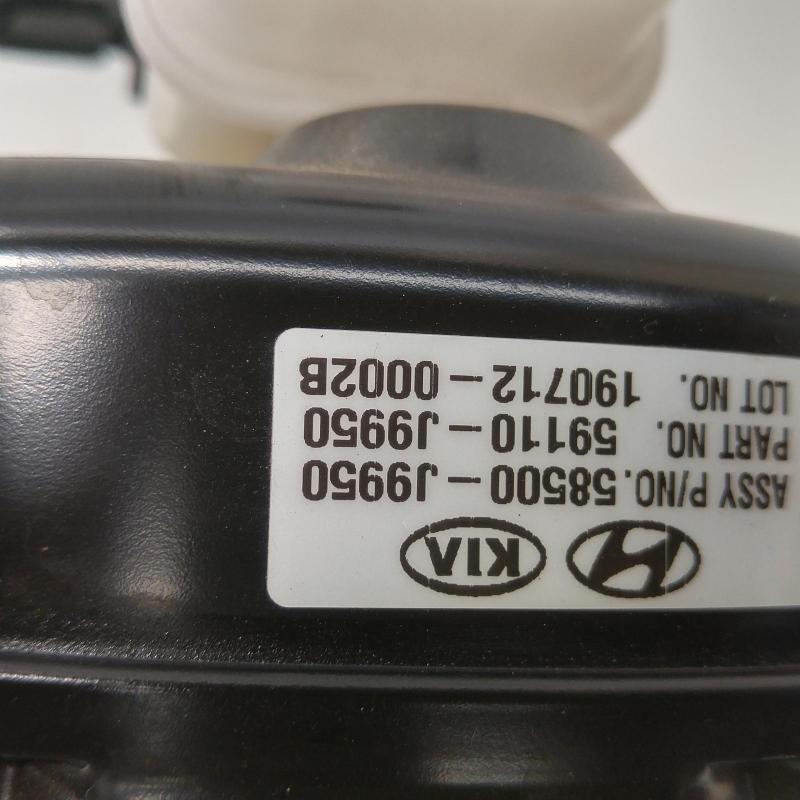 KIA
ASSY P/NO. 58500-J9950
PART NO. 59110-J9950
LOT NO. 190712-0002B